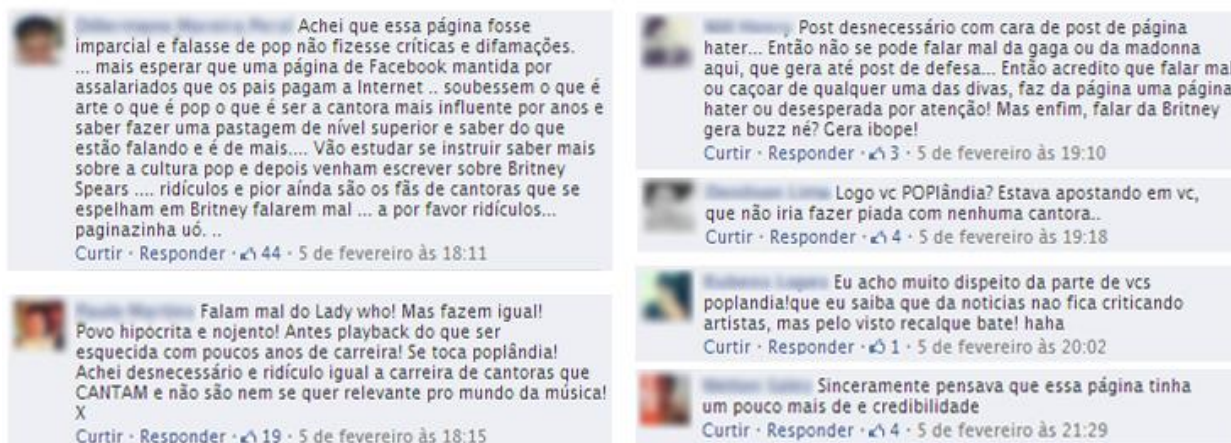 Achei que essa página fosse
imparcial e falasse de pop não fizesse críticas e difamações.
... mais esperar que uma página de Facebook mantida por
assalariados que os pais pagam a Internet .. soubessem o que é
arte o que é pop o que é ser a cantora mais influente por anos e
saber fazer uma pastagem de nível superior e saber do que
estão falando e é de mais.... Vão estudar se instruir saber mais
sobre a cultura pop e depois venham escrever sobre Britney
Spears .... ridículos e pior aínda são os fãs de cantoras que se
espelham em Britney falarem mal ... a por favor ridículos...
paginazinha uó. ..
Curtir · Responder · 44 · 5 de fevereiro às 18:11
Falam mal do Lady who! Mas fazem igual!
Povo hipocrita e nojento! Antes playback do que ser
esquecida com poucos anos de carreira! Se toca poplândia!
Achei desnecessário e ridículo igual a carreira de cantoras que
CANTAM e não são nem se quer relevante pro mundo da música!
X
Curtir · Responder · 19 · 5 de fevereiro às 18:15
Post desnecessário com cara de post de página
hater... Então não se pode falar mal da gaga ou da madonna
aqui, que gera até post de defesa... Então acredito que falar mal
ou caçoar de qualquer uma das divas, faz da página uma página
hater ou desesperada por atenção! Mas enfim, falar da Britney
gera buzz né? Gera ibope!
Curtir · Responder · 3 · 5 de fevereiro às 19:10
Logo vc POPlândia? Estava apostando em vc,
que não iria fazer piada com nenhuma cantora..
Curtir · Responder · 4 · 5 de fevereiro às 19:18
Eu acho muito dispeito da parte de vcs
poplandia!que eu saiba que da noticias nao fica criticando
artistas, mas pelo visto recalque bate! haha
Curtir · Responder · 1 · 5 de fevereiro às 20:02
Sinceramente pensava que essa página tinha
um pouco mais de e credibilidade
Curtir · Responder · 4 · 5 de fevereiro às 21:29